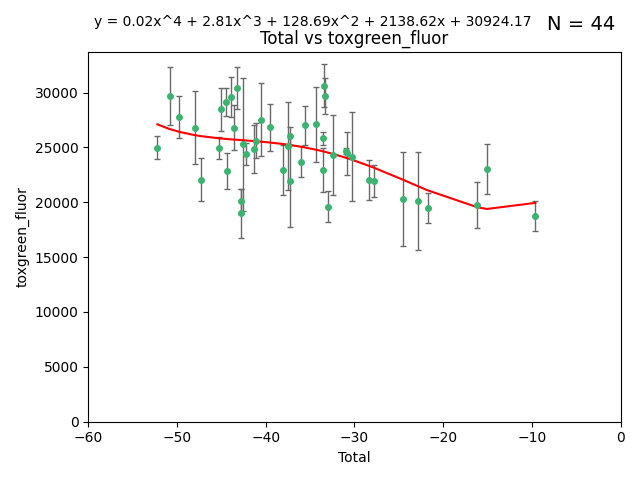 y = 0.02x^4 + 2.81x^3 + 128.69x^2 + 2138.62x + 30924.17
N = 44
Total vs toxgreen_fluor
toxgreen_fluor
30000
25000
20000
15000
10000
5000
0
−60
−50
−40
−30
−20
−10
0
Total